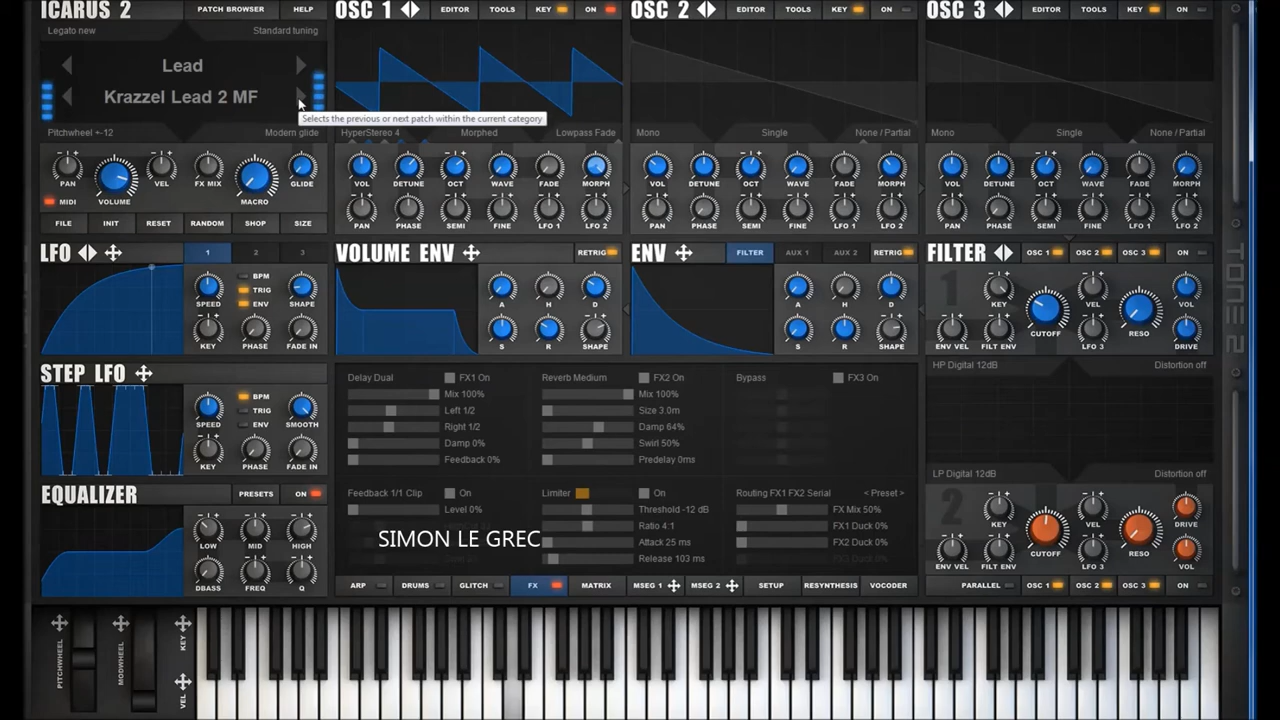 ICARUS 2 PATCH BROWSER HELP
Legato new Standard tuning
Lead
Krazzel Lead 2 MF
Selects the previous or next patch within the current category
Pitchwheel +-12 Modern glide
PAN VOLUME VEL FX MIX MACRO GLIDE
MIDI
FILE INIT RESET RANDOM SHOP SIZE
OSC 1 EDITOR TOOLS KEY ON
HyperStereo 4 Morphed Lowpass Fade
VOL DETUNE OCT WAVE FADE MORPH
PAN PHASE SEMI FINE LFO 1 LFO 2
OSC 2 EDITOR TOOLS KEY ON
Mono Single None / Partial
VOL DETUNE OCT WAVE FADE MORPH
PAN PHASE SEMI FINE LFO 1 LFO 2
OSC 3 EDITOR TOOLS KEY ON
Mono Single None / Partial
VOL DETUNE OCT WAVE FADE MORPH
PAN PHASE SEMI FINE LFO 1 LFO 2
LFO 1 2 3
BPM
TRIG
ENV
SPEED SHAPE
KEY PHASE FADE IN
VOLUME ENV RETRIG
A H D
S R SHAPE
ENV FILTER AUX 1 AUX 2 RETRIG
A H D
S R SHAPE
FILTER OSC 1 OSC 2 OSC 3 ON
1
KEY CUTOFF VEL RESO VOL
ENV VEL FILT ENV LFO 3 DRIVE
HP Digital 12dB Distortion off
LP Digital 12dB Distortion off
2
KEY CUTOFF VEL RESO DRIVE
ENV VEL FILT ENV LFO 3 VOL
PARALLEL OSC 1 OSC 2 OSC 3 ON
TONE 2
STEP LFO
BPM
TRIG
ENV
SPEED SMOOTH
KEY PHASE FADE IN
EQUALIZER PRESETS ON
LOW MID HIGH
DBASS FREQ Q
Delay Dual FX1 On
Mix 100%
Left 1/2
Right 1/2
Damp 0%
Feedback 0%
Reverb Medium FX2 On
Mix 100%
Size 3.0m
Damp 64%
Swirl 50%
Predelay 0ms
Bypass FX3 On
Feedback 1/1 Clip On
Level 0%
Limiter On
Threshold -12 dB
Ratio 4:1
Attack 25 ms
Release 103 ms
Routing FX1 FX2 Serial < Preset >
FX Mix 50%
FX1 Duck 0%
FX2 Duck 0%
SIMON LE GREC
ARP DRUMS GLITCH FX MATRIX MSEG 1 MSEG 2 SETUP RESYNTHESIS VOCODER
PITCHWHEEL MODWHEEL KEY VEL